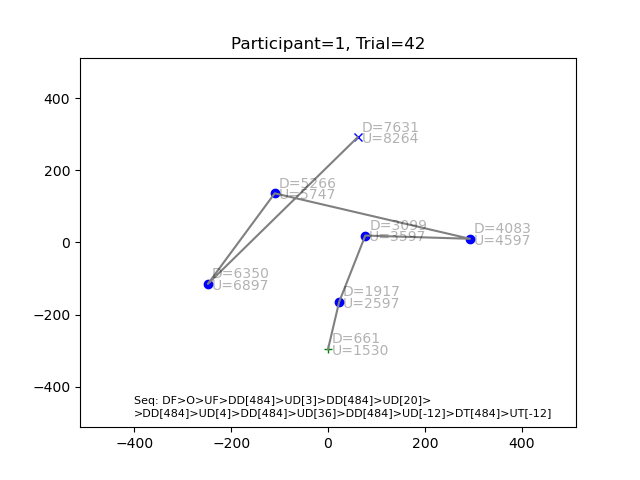 Participant=1, Trial=42
400
200
0
−200
−400
D=7631
U=8264
D=5266
U=5747
D=3099
U=3597
D=4083
U=4597
D=6350
U=6897
D=1917
U=2597
D=661
U=1530
Seq: DF>O>UF>DD[484]>UD[3]>DD[484]>UD[20]>
>DD[484]>UD[4]>DD[484]>UD[36]>DD[484]>UD[-12]>DT[484]>UT[-12]
−400 −200 0 200 400